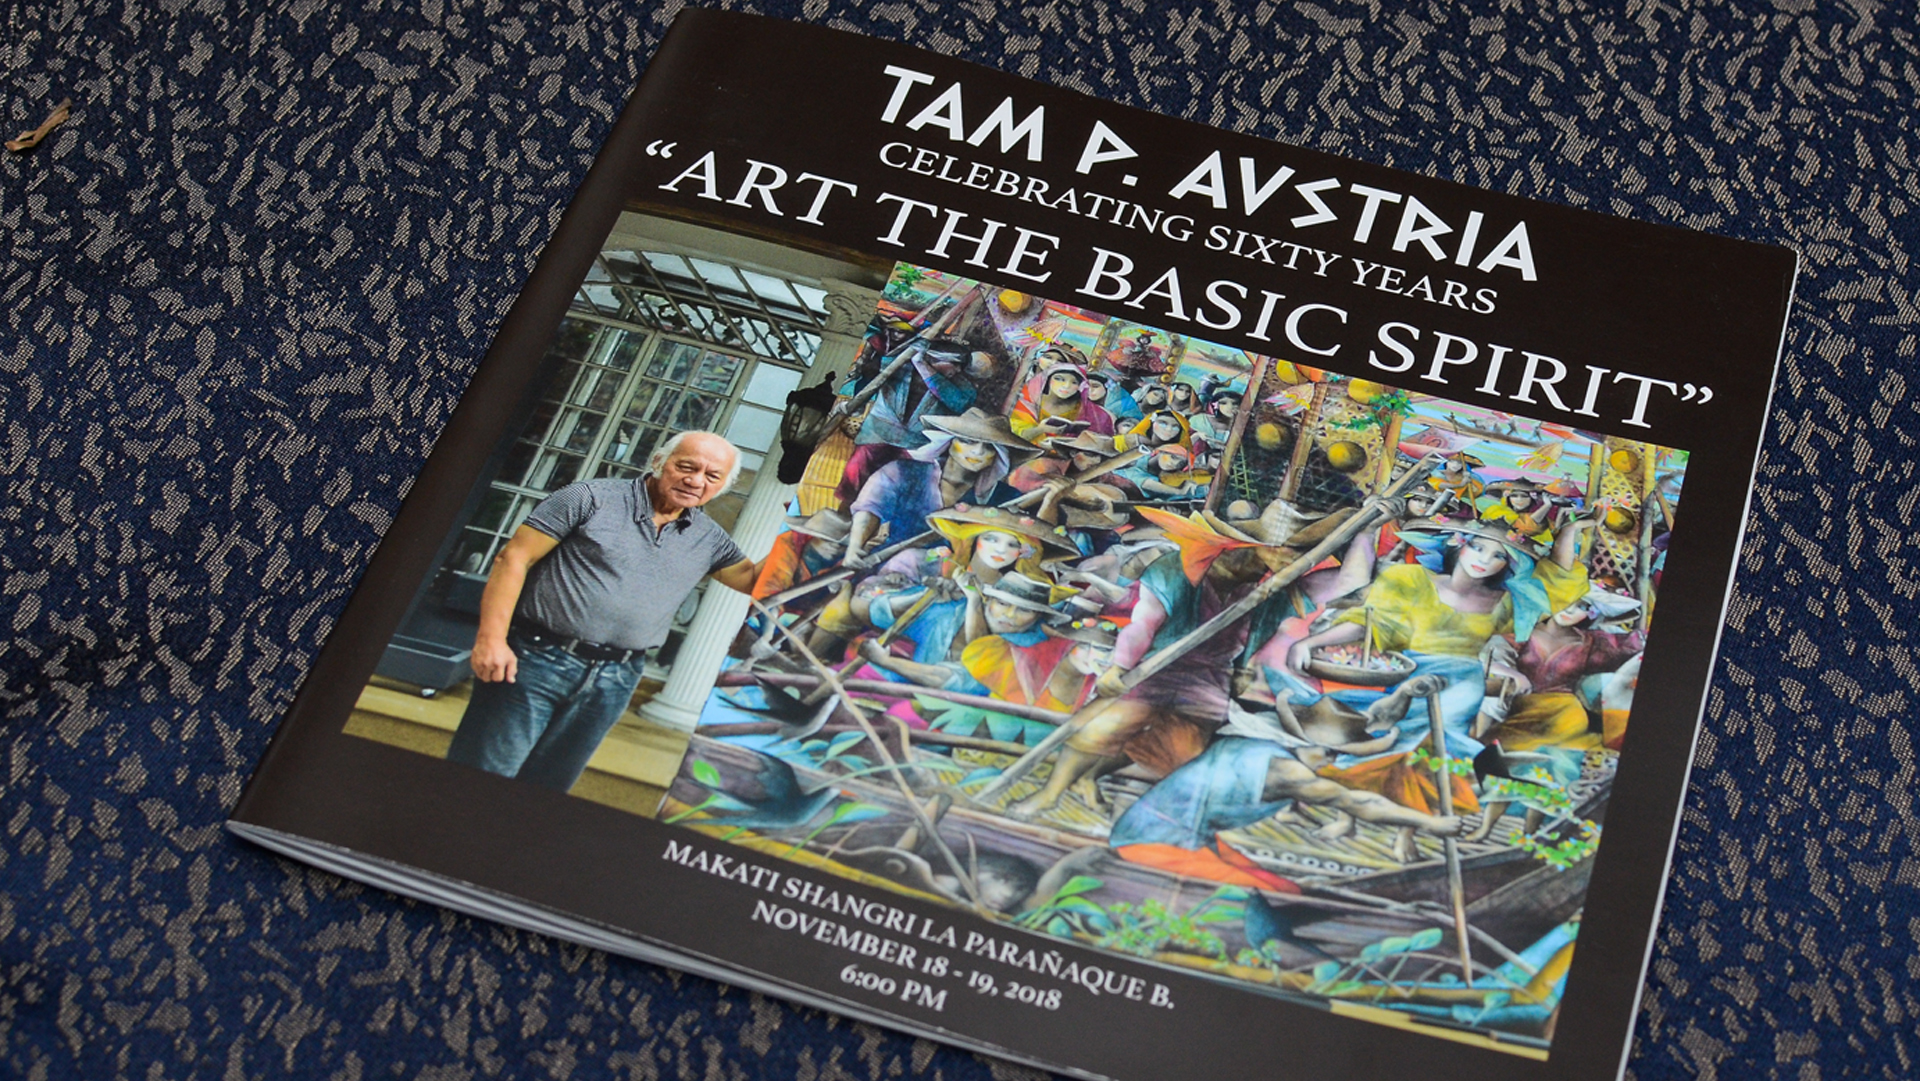 TAM P. AVSTRIA
CELEBRATING SIXTY YEARS
“ART THE BASIC SPIRIT”
MAKATI SHANGRI LA PARAÑAQUE B.
NOVEMBER 18 - 19, 2018
6:00 PM